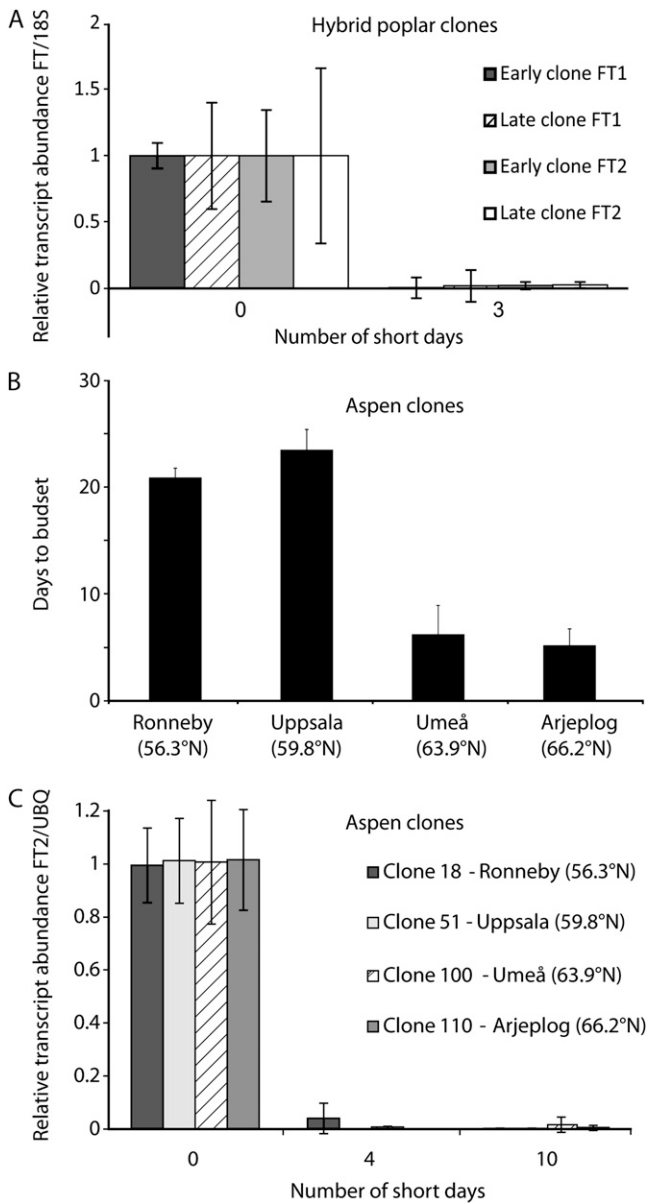 A
Hybrid poplar clones
Relative transcript abundance FT/18S
2
1.5
1
0.5
0
Early clone FT1
Late clone FT1
Early clone FT2
Late clone FT2
0 3
Number of short days
B
Aspen clones
Days to budset
30
20
10
0
Ronneby Uppsala Umeå Arjeplog
(56.3°N) (59.8°N) (63.9°N) (66.2°N)
C
Aspen clones
Relative transcript abundance FT2/UBQ
1.2
1
0.8
0.6
0.4
0.2
0
Clone 18 - Ronneby (56.3°N)
Clone 51 - Uppsala (59.8°N)
Clone 100 - Umeå (63.9°N)
Clone 110 - Arjeplog (66.2°N)
0 4 10
Number of short days